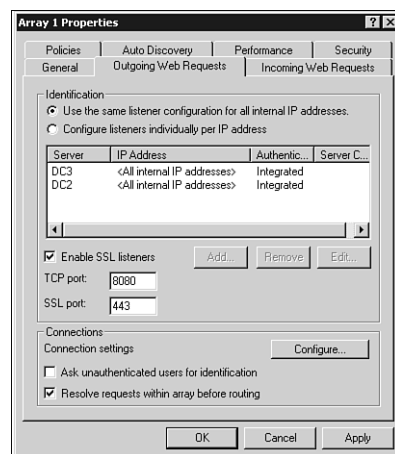 Array 1 Properties
Policies Auto Discovery Performance Security
General Outgoing Web Requests Incoming Web Requests
Identification
Use the same listener configuration for all internal IP addresses.
Configure listeners individually per IP address
Server IP Address Authentic... Server C...
DC3 <All internal IP addresses> Integrated
DC2 <All internal IP addresses> Integrated
Enable SSL listeners Add... Remove Edit...
TCP port: 8080
SSL port: 443
Connections
Connection settings Configure...
Ask unauthenticated users for identification
Resolve requests within array before routing
OK Cancel Apply